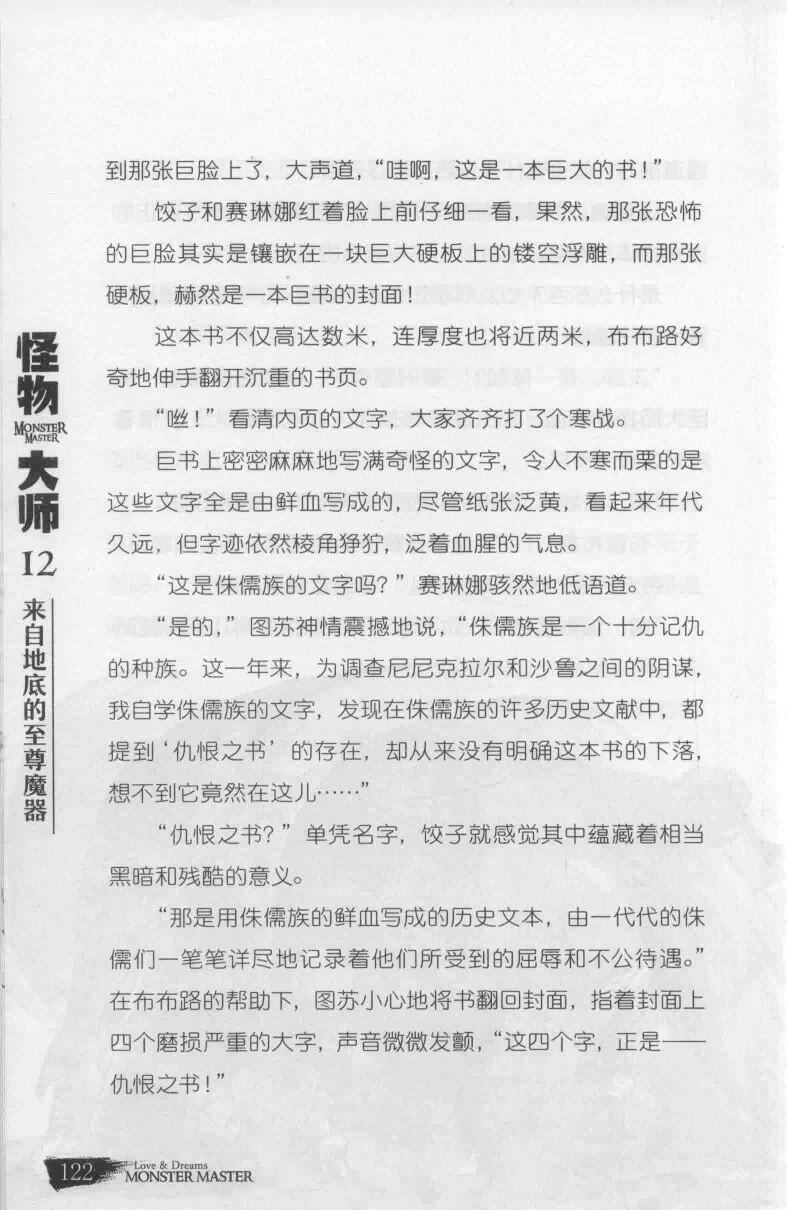 到那张巨脸上了，大声道，“哇啊，这是一本巨大的书！”
饺子和赛琳娜红着脸上前仔细一看，果然，那张恐怖
的巨脸其实是镶嵌在一块巨大硬板上的镂空浮雕，而那张
硬板，赫然是一本巨书的封面！
这本书不仅高达数米，连厚度也将近两米，布布路好
奇地伸手翻开沉重的书页。
“咝！”看清内页的文字，大家齐齐打了个寒战。
巨书上密密麻麻地写满奇怪的文字，令人不寒而栗的是
这些文字全是由鲜血写成的，尽管纸张泛黄，看起来年代
久远，但字迹依然棱角狰狞，泛着血腥的气息。
“这是侏儒族的文字吗？”赛琳娜骇然地低语道。
“是的，”图苏神情震撼地说，“侏儒族是一个十分记仇
的种族。这一年来，为调查尼尼克拉尔和沙鲁之间的阴谋，
我自学侏儒族的文字，发现在侏儒族的许多历史文献中，都
提到‘仇恨之书’的存在，却从来没有明确这本书的下落，
想不到它竟然在这儿……”
“仇恨之书？”单凭名字，饺子就感觉其中蕴藏着相当
黑暗和残酷的意义。
“那是用侏儒族的鲜血写成的历史文本，由一代代的侏
儒们一笔笔详尽地记录着他们所受到的屈辱和不公待遇。”
在布布路的帮助下，图苏小心地将书翻回封面，指着封面上
四个磨损严重的大字，声音微微发颤，“这四个字，正是——
仇恨之书！”
怪物
MONSTER
MASTER
大师
12
来自地底的至尊魔器
122
Love & Dreams
MONSTER MASTER